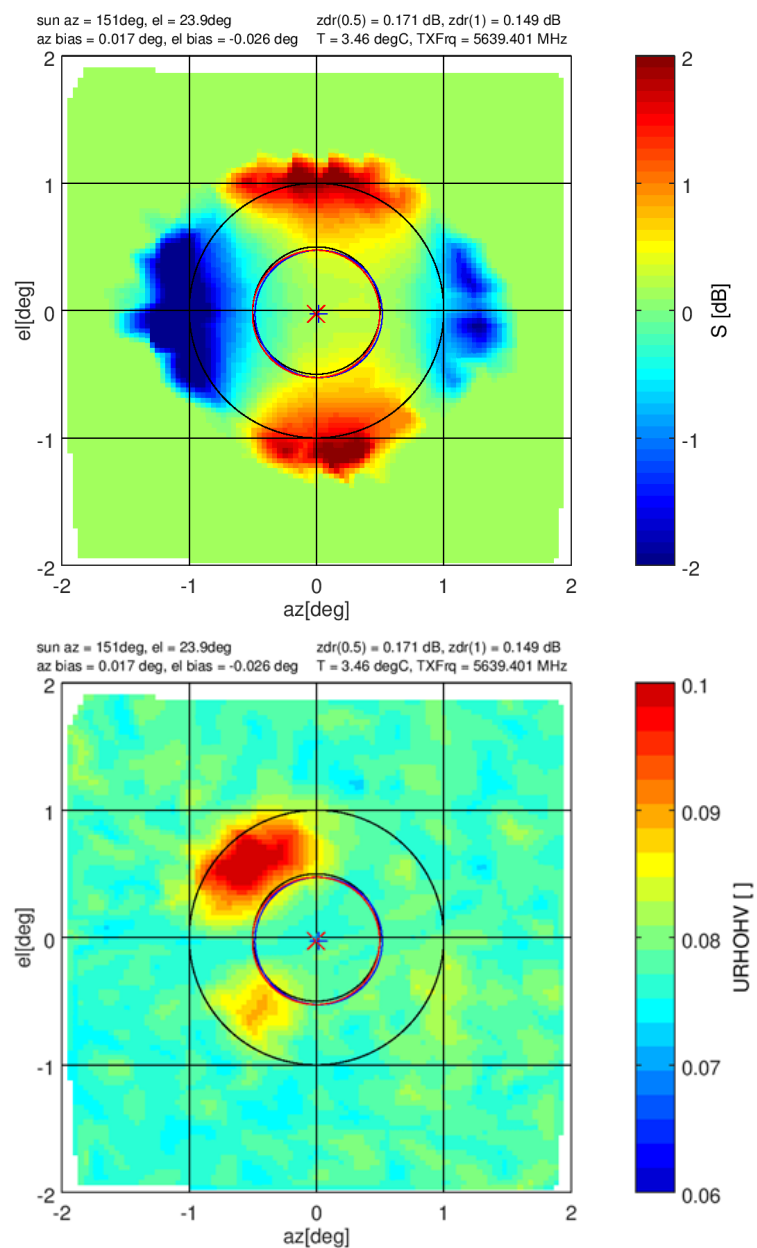 sun az = 151deg, el = 23.9deg zdr(0.5) = 0.171 dB, zdr(1) = 0.149 dB
az bias = 0.017 deg, el bias = -0.026 deg T = 3.46 degC, TXFrq = 5639.401 MHz
2
1
0
-1
-2
el[deg]
-2 -1 0 1 2
az[deg]
2
1
0
-1
-2
S [dB]
sun az = 151deg, el = 23.9deg zdr(0.5) = 0.171 dB, zdr(1) = 0.149 dB
az bias = 0.017 deg, el bias = -0.026 deg T = 3.46 degC, TXFrq = 5639.401 MHz
2
1
0
-1
-2
el[deg]
-2 -1 0 1 2
az[deg]
0.1
0.09
0.08
0.07
0.06
URHOHV [ ]